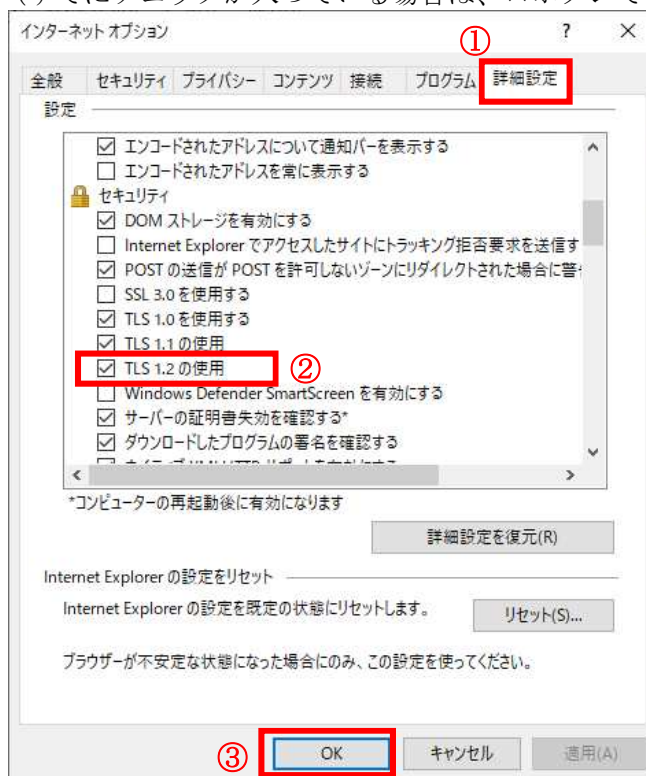 インターネット オプション ? ×
①
全般 セキュリティ プライバシー コンテンツ 接続 プログラム 詳細設定
設定
エンコードされたアドレスについて通知バーを表示する
エンコードされたアドレスを常に表示する
セキュリティ
DOM ストレージを有効にする
Internet Explorer でアクセスしたサイトにトラッキング拒否要求を送信す
POST の送信が POST を許可しないゾーンにリダイレクトされた場合に警
SSL 3.0 を使用する
TLS 1.0 を使用する
TLS 1.1 の使用
TLS 1.2 の使用 ②
Windows Defender SmartScreen を有効にする
サーバーの証明書失効を確認する*
ダウンロードしたプログラムの署名を確認する
*コンピューターの再起動後に有効になります
詳細設定を復元(R)
Internet Explorer の設定をリセット
Internet Explorer の設定を既定の状態にリセットします。 リセット(S)...
ブラウザーが不安定な状態になった場合にのみ、この設定を使ってください。
③ OK キャンセル 適用(A)